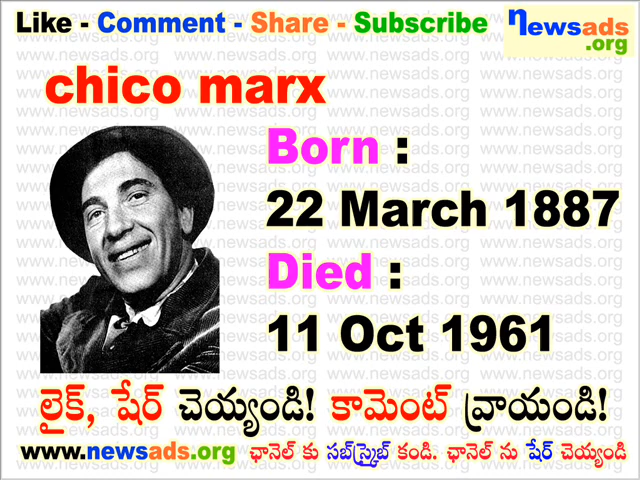 Like - Comment - Share - Subscribe
newsads
.org
chico marx
Born :
22 March 1887
Died :
11 Oct 1961
లైక్, షేర్ చెయ్యండి! కామెంట్ వ్రాయండి!
www.newsads.org ఛానెల్ కు సబ్‌స్క్రైబ్ కండి. ఛానెల్ ను షేర్ చెయ్యండి